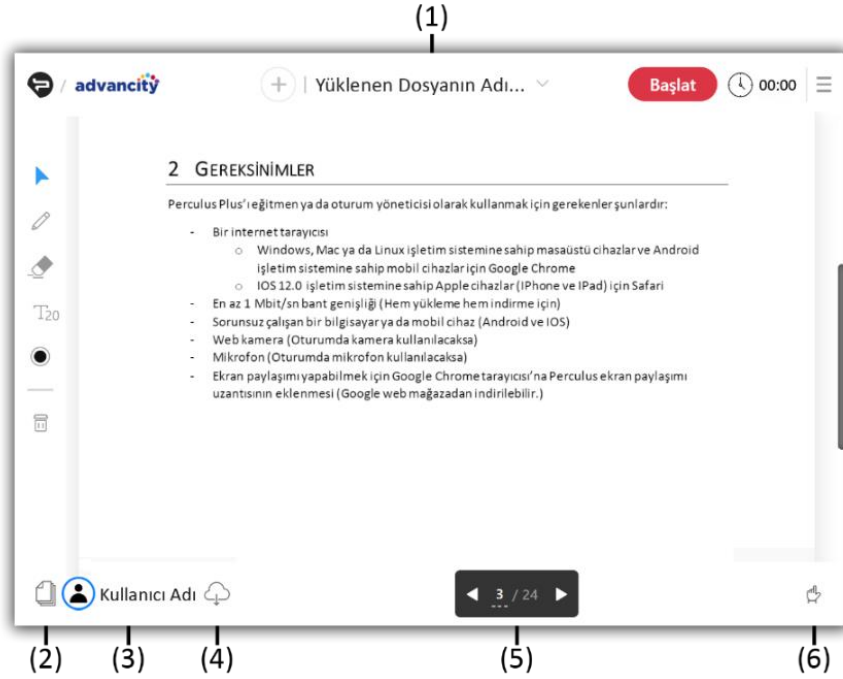 (1)
/ advancity
+ | Yüklenen Dosyanın Adı...
Başlat
00:00
2 GEREKSİNİMLER
Perculus Plus'ı eğitmen ya da oturum yöneticisi olarak kullanmak için gerekenler şunlardır:
- Bir internet tarayıcısı
○ Windows, Mac ya da Linux işletim sistemine sahip masaüstü cihazlar ve Android
işletim sistemine sahip mobil cihazlar için Google Chrome
○ IOS 12.0 işletim sistemine sahip Apple cihazlar (IPhone ve IPad) için Safari
- En az 1 Mbit/sn bant genişliği (Hem yükleme hem indirme için)
- Sorunsuz çalışan bir bilgisayar ya da mobil cihaz (Android ve IOS)
- Web kamera (Oturumda kamera kullanılacaksa)
- Mikrofon (Oturumda mikrofon kullanılacaksa)
- Ekran paylaşımı yapabilmek için Google Chrome tarayıcısı'na Perculus ekran paylaşımı
uzantısının eklenmesi (Google web mağazadan indirilebilir.)
T20
Kullanıcı Adı
3 / 24
(2) (3) (4) (5) (6)